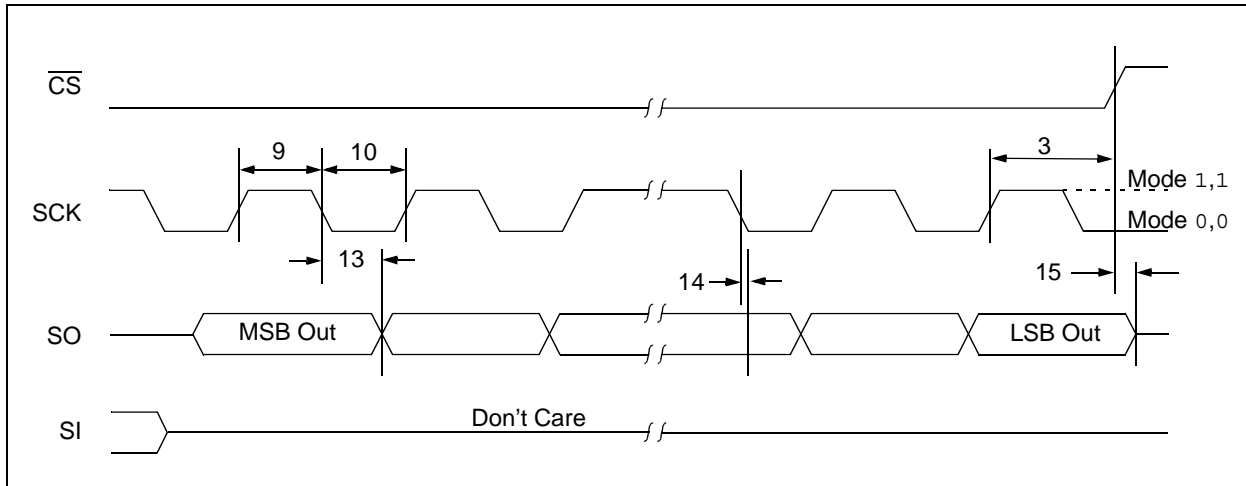 CS
3
9
10
Mode 1,1
SCK
Mode 0,0
13
14
15
SO
MSB Out
LSB Out
Don't Care
SI